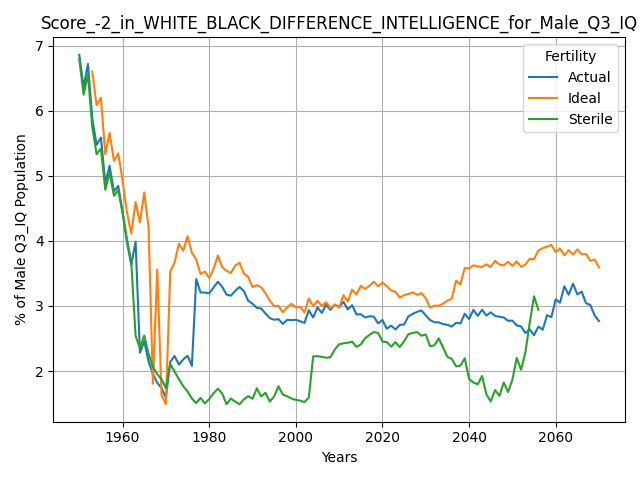 Score_-2_in_WHITE_BLACK_DIFFERENCE_INTELLIGENCE_for_Male_Q3_IQ
Fertility
Actual
Ideal
Sterile
% of Male Q3_IQ Population
7
6
5
4
3
2
1960
1980
2000
2020
2040
2060
Years